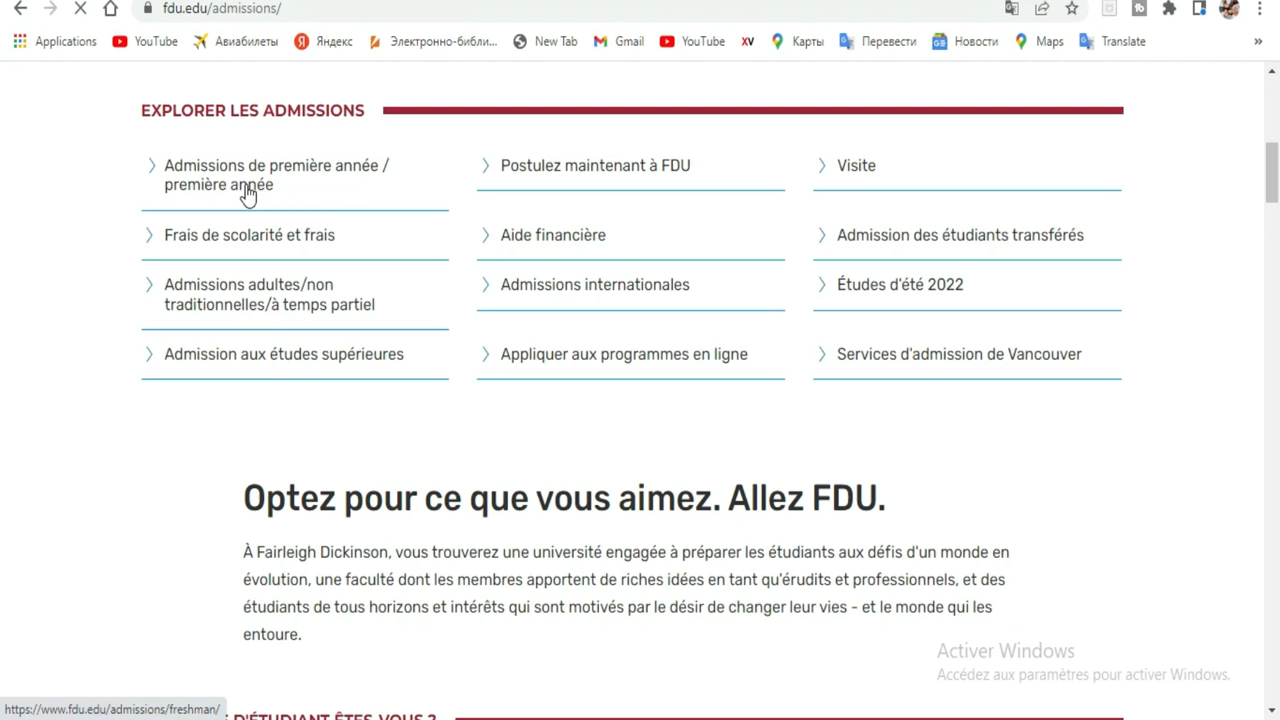 fdu.edu/admissions/
Applications YouTube Авиабилеты Яндекс Электронно-библи... New Tab Gmail YouTube XV Карты Перевести Новости Maps Translate »
EXPLORER LES ADMISSIONS
Admissions de première année /
première année
Postulez maintenant à FDU
Visite
Frais de scolarité et frais
Aide financière
Admission des étudiants transférés
Admissions adultes/non
traditionnelles/à temps partiel
Admissions internationales
Études d'été 2022
Admission aux études supérieures
Appliquer aux programmes en ligne
Services d'admission de Vancouver
Optez pour ce que vous aimez. Allez FDU.
À Fairleigh Dickinson, vous trouverez une université engagée à préparer les étudiants aux défis d'un monde en
évolution, une faculté dont les membres apportent de riches idées en tant qu'érudits et professionnels, et des
étudiants de tous horizons et intérêts qui sont motivés par le désir de changer leur vies - et le monde qui les
entoure.
Activer Windows
Accédez aux paramètres pour activer Windows.
https://www.fdu.edu/admissions/freshman/
D'ÉTUDIANT ÊTES-VOUS ?